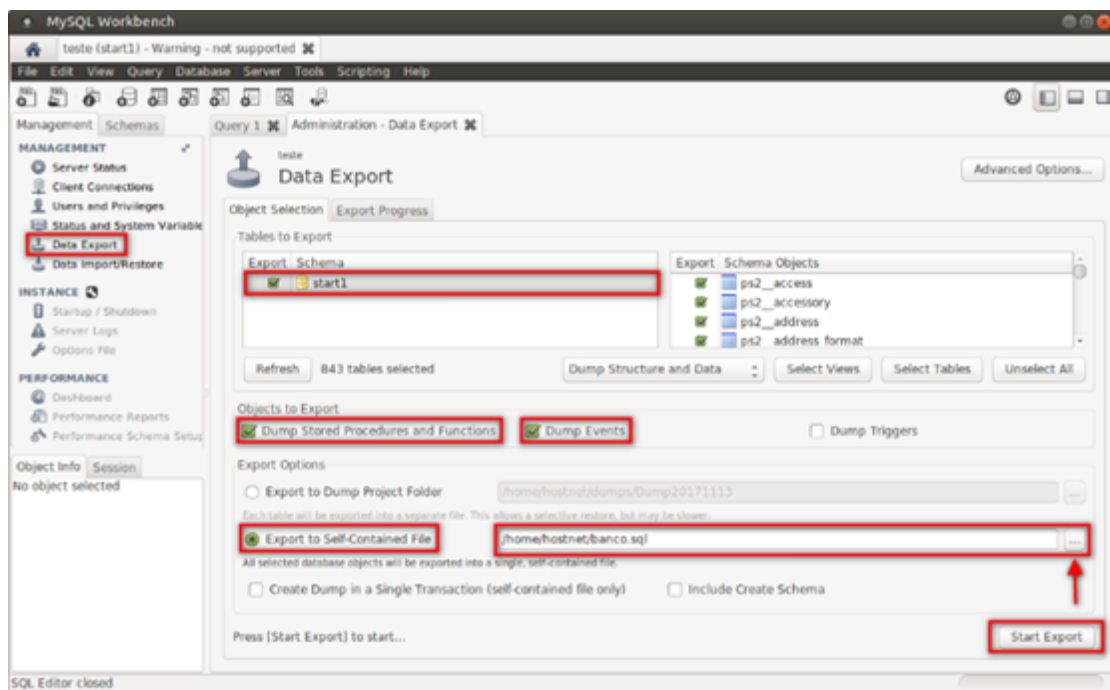 MySQL Workbench
teste (start1) - Warning - not supported
File Edit View Query Database Server Tools Scripting Help
Management Schemas
Query 1 Administration - Data Export
MANAGEMENT
Server Status
Client Connections
Users and Privileges
Status and System Variable
Data Export
Data Import/Restore
INSTANCE
Startup / Shutdown
Server Logs
Options File
PERFORMANCE
Dashboard
Performance Reports
Performance Schema Setup
Object Info Session
No object selected
teste
Data Export
Advanced Options...
Object Selection Export Progress
Tables to Export
Export Schema
start1
Export Schema Objects
ps2__access
ps2__accessory
ps2__address
ps2__address_format
Refresh 843 tables selected Dump Structure and Data Select Views Select Tables Unselect All
Objects to Export
Dump Stored Procedures and Functions Dump Events Dump Triggers
Export Options
Export to Dump Project Folder /home/hostnet/dumps/Dump20171113 ...
Each table will be exported into a separate file. This allows a selective restore, but may be slower.
Export to Self-Contained File /home/hostnet/banco.sql ...
All selected database objects will be exported into a single, self-contained file.
Create Dump in a Single Transaction (self-contained file only) Include Create Schema
Press [Start Export] to start... Start Export
SQL Editor closed